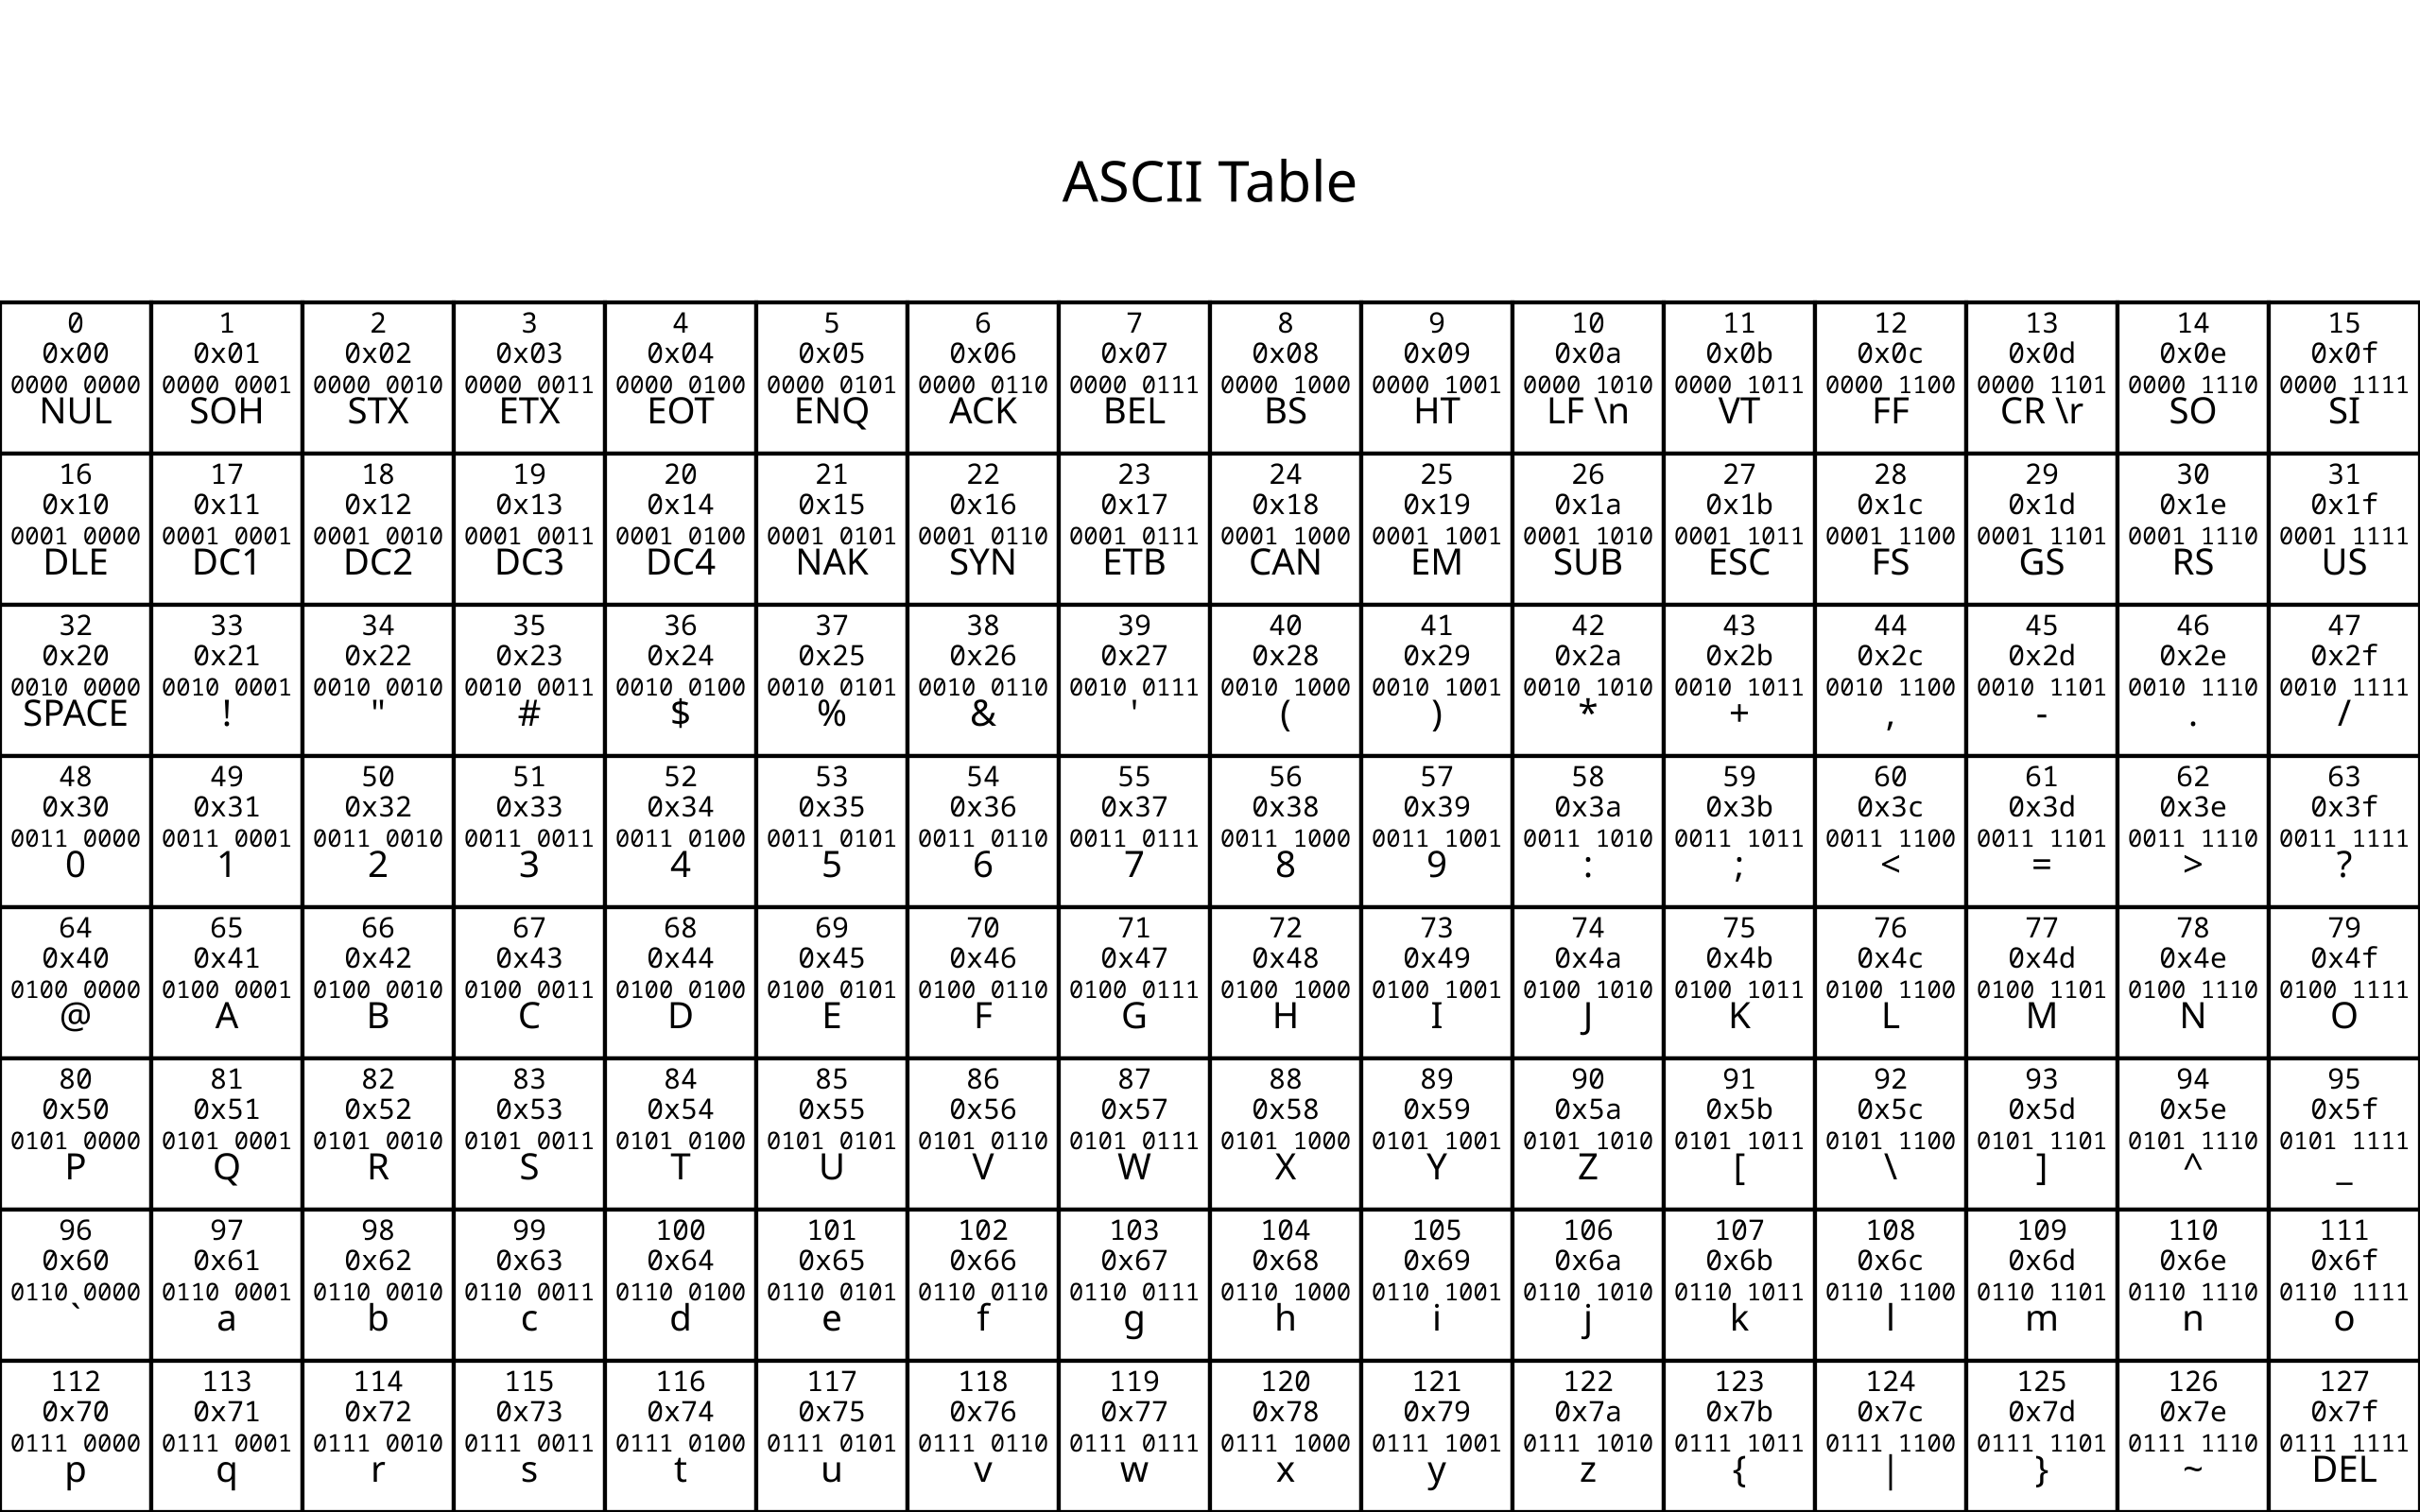 ASCII Table
0 1 2 3 4 5 6 7 8 9 10 11 12 13 14 15
0x00 0x01 0x02 0x03 0x04 0x05 0x06 0x07 0x08 0x09 0x0a 0x0b 0x0c 0x0d 0x0e 0x0f
0000 0000 0000 0001 0000 0010 0000 0011 0000 0100 0000 0101 0000 0110 0000 0111 0000 1000 0000 1001 0000 1010 0000 1011 0000 1100 0000 1101 0000 1110 0000 1111
NUL SOH STX ETX EOT ENQ ACK BEL BS HT LF \n VT FF CR \r SO SI
16 17 18 19 20 21 22 23 24 25 26 27 28 29 30 31
0x10 0x11 0x12 0x13 0x14 0x15 0x16 0x17 0x18 0x19 0x1a 0x1b 0x1c 0x1d 0x1e 0x1f
0001 0000 0001 0001 0001 0010 0001 0011 0001 0100 0001 0101 0001 0110 0001 0111 0001 1000 0001 1001 0001 1010 0001 1011 0001 1100 0001 1101 0001 1110 0001 1111
DLE DC1 DC2 DC3 DC4 NAK SYN ETB CAN EM SUB ESC FS GS RS US
32 33 34 35 36 37 38 39 40 41 42 43 44 45 46 47
0x20 0x21 0x22 0x23 0x24 0x25 0x26 0x27 0x28 0x29 0x2a 0x2b 0x2c 0x2d 0x2e 0x2f
0010 0000 0010 0001 0010 0010 0010 0011 0010 0100 0010 0101 0010 0110 0010 0111 0010 1000 0010 1001 0010 1010 0010 1011 0010 1100 0010 1101 0010 1110 0010 1111
SPACE ! " # $ % & ' ( ) * + , - . /
48 49 50 51 52 53 54 55 56 57 58 59 60 61 62 63
0x30 0x31 0x32 0x33 0x34 0x35 0x36 0x37 0x38 0x39 0x3a 0x3b 0x3c 0x3d 0x3e 0x3f
0011 0000 0011 0001 0011 0010 0011 0011 0011 0100 0011 0101 0011 0110 0011 0111 0011 1000 0011 1001 0011 1010 0011 1011 0011 1100 0011 1101 0011 1110 0011 1111
0 1 2 3 4 5 6 7 8 9 : ; < = > ?
64 65 66 67 68 69 70 71 72 73 74 75 76 77 78 79
0x40 0x41 0x42 0x43 0x44 0x45 0x46 0x47 0x48 0x49 0x4a 0x4b 0x4c 0x4d 0x4e 0x4f
0100 0000 0100 0001 0100 0010 0100 0011 0100 0100 0100 0101 0100 0110 0100 0111 0100 1000 0100 1001 0100 1010 0100 1011 0100 1100 0100 1101 0100 1110 0100 1111
@ A B C D E F G H I J K L M N O
80 81 82 83 84 85 86 87 88 89 90 91 92 93 94 95
0x50 0x51 0x52 0x53 0x54 0x55 0x56 0x57 0x58 0x59 0x5a 0x5b 0x5c 0x5d 0x5e 0x5f
0101 0000 0101 0001 0101 0010 0101 0011 0101 0100 0101 0101 0101 0110 0101 0111 0101 1000 0101 1001 0101 1010 0101 1011 0101 1100 0101 1101 0101 1110 0101 1111
P Q R S T U V W X Y Z [ \ ] ^ _
96 97 98 99 100 101 102 103 104 105 106 107 108 109 110 111
0x60 0x61 0x62 0x63 0x64 0x65 0x66 0x67 0x68 0x69 0x6a 0x6b 0x6c 0x6d 0x6e 0x6f
0110 0000 0110 0001 0110 0010 0110 0011 0110 0100 0110 0101 0110 0110 0110 0111 0110 1000 0110 1001 0110 1010 0110 1011 0110 1100 0110 1101 0110 1110 0110 1111
` a b c d e f g h i j k l m n o
112 113 114 115 116 117 118 119 120 121 122 123 124 125 126 127
0x70 0x71 0x72 0x73 0x74 0x75 0x76 0x77 0x78 0x79 0x7a 0x7b 0x7c 0x7d 0x7e 0x7f
0111 0000 0111 0001 0111 0010 0111 0011 0111 0100 0111 0101 0111 0110 0111 0111 0111 1000 0111 1001 0111 1010 0111 1011 0111 1100 0111 1101 0111 1110 0111 1111
p q r s t u v w x y z { | } ~ DEL